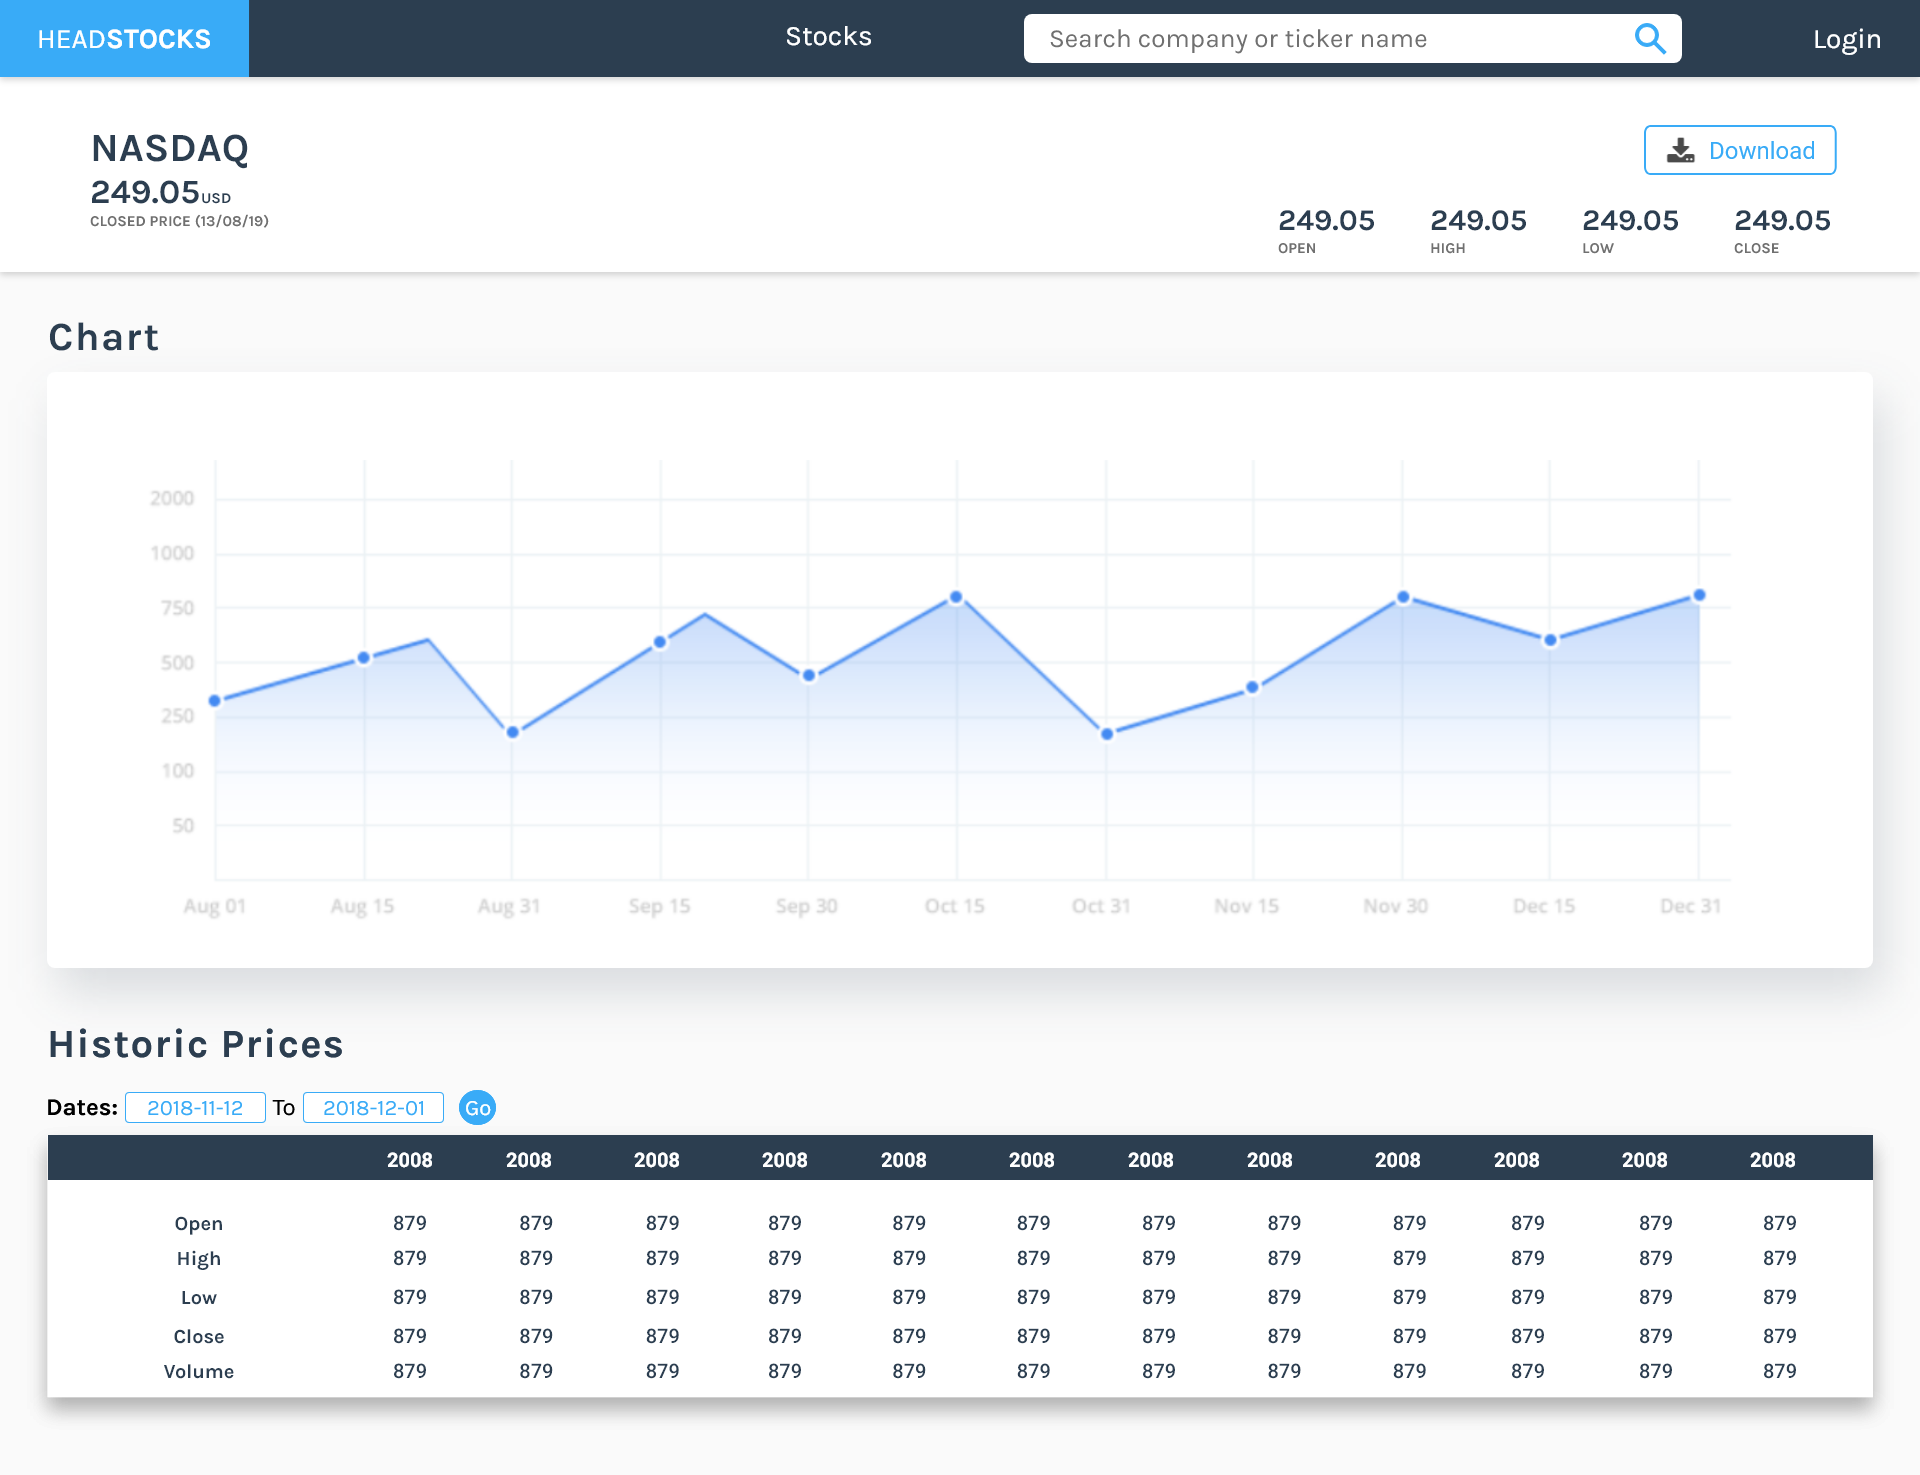 HEADSTOCKS Stocks Search company or ticker name Login
NASDAQ
249.05USD
CLOSED PRICE (13/08/19)
Download
249.05 249.05 249.05 249.05
OPEN HIGH LOW CLOSE
Chart
2000
1000
750
500
250
100
50
Aug 01 Aug 15 Aug 31 Sep 15 Sep 30 Oct 15 Oct 31 Nov 15 Nov 30 Dec 15 Dec 31
Historic Prices
Dates: 2018-11-12 To 2018-12-01 Go
2008 2008 2008 2008 2008 2008 2008 2008 2008 2008 2008 2008
Open 879 879 879 879 879 879 879 879 879 879 879 879
High 879 879 879 879 879 879 879 879 879 879 879 879
Low 879 879 879 879 879 879 879 879 879 879 879 879
Close 879 879 879 879 879 879 879 879 879 879 879 879
Volume 879 879 879 879 879 879 879 879 879 879 879 879